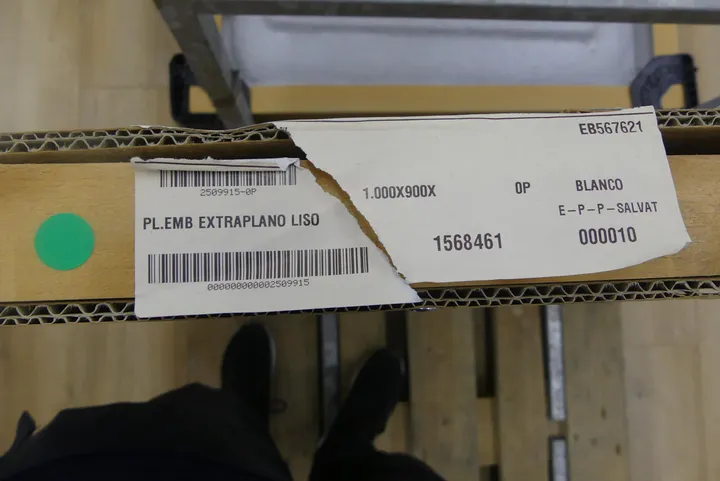 EB567621
2509915-0P
1.000X900X 0P BLANCO
PL.EMB EXTRAPLANO LISO
E-P-P-SALVAT
1568461 000010
000000000002509915